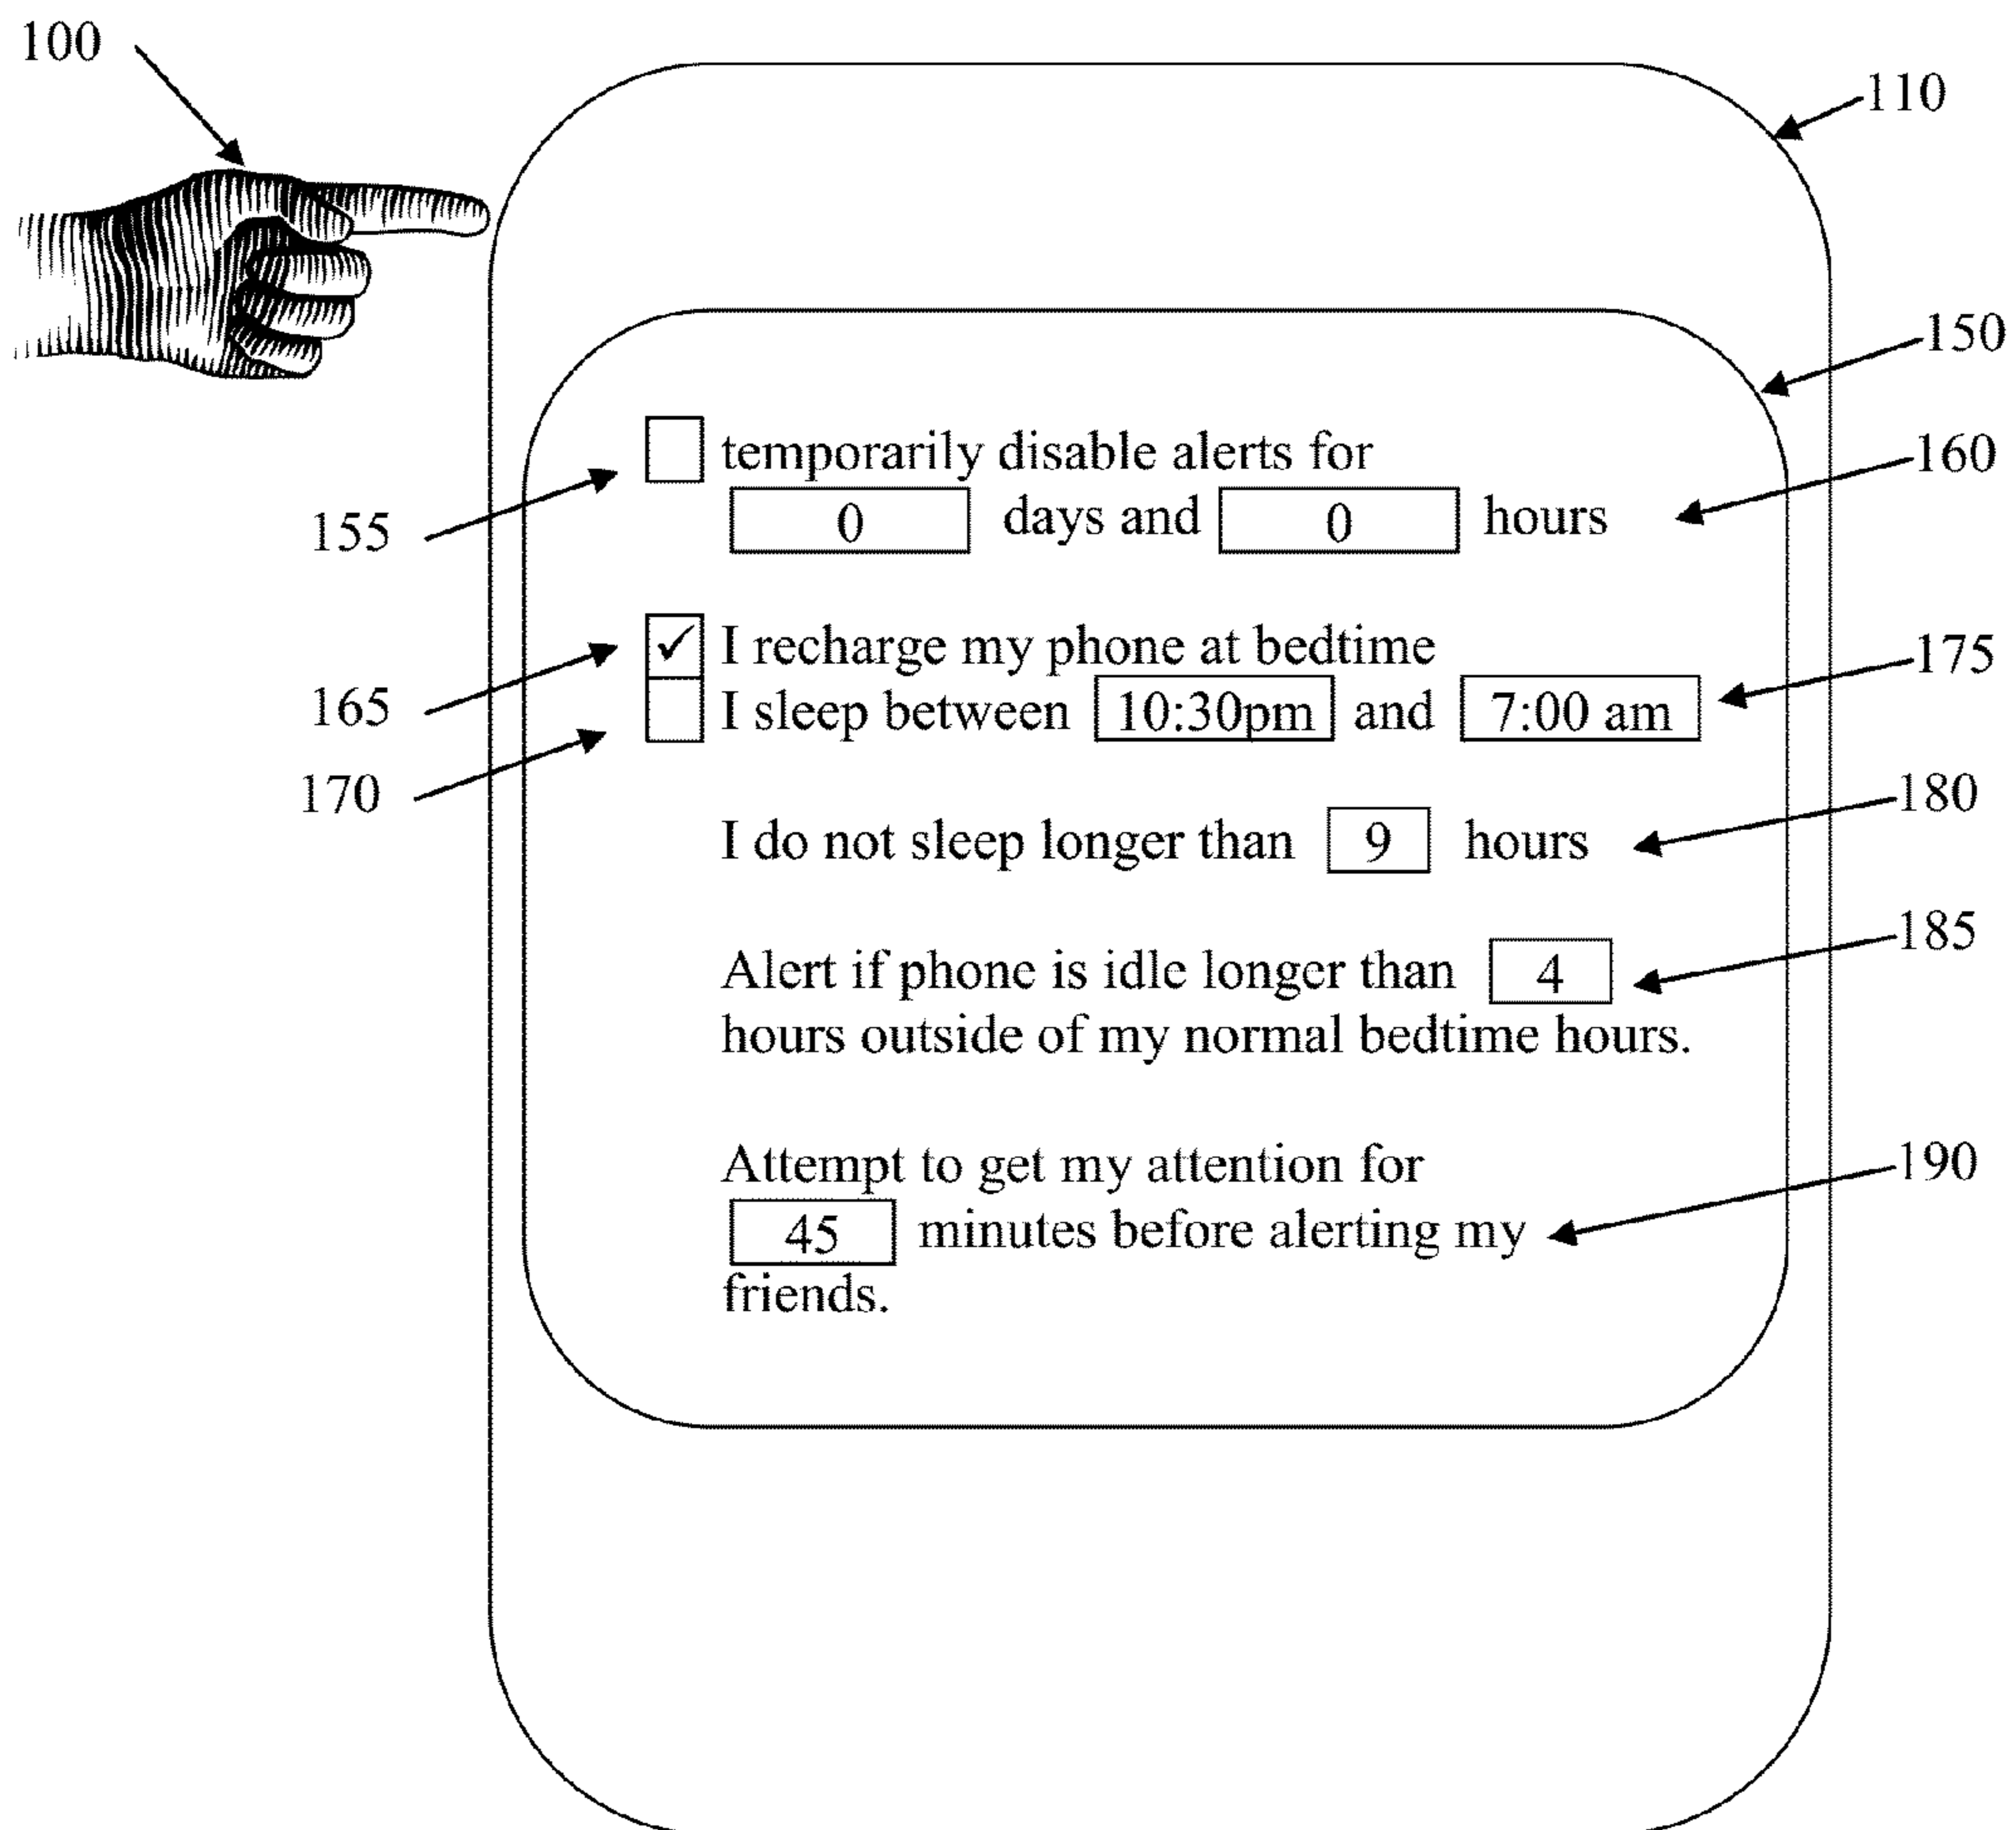 100
110
150
temporarily disable alerts for
160
0 days and 0 hours
155
✓ I recharge my phone at bedtime
175
I sleep between 10:30pm and 7:00 am
165
170
180
I do not sleep longer than 9 hours
185
Alert if phone is idle longer than 4
hours outside of my normal bedtime hours.
Attempt to get my attention for
190
45 minutes before alerting my
friends.